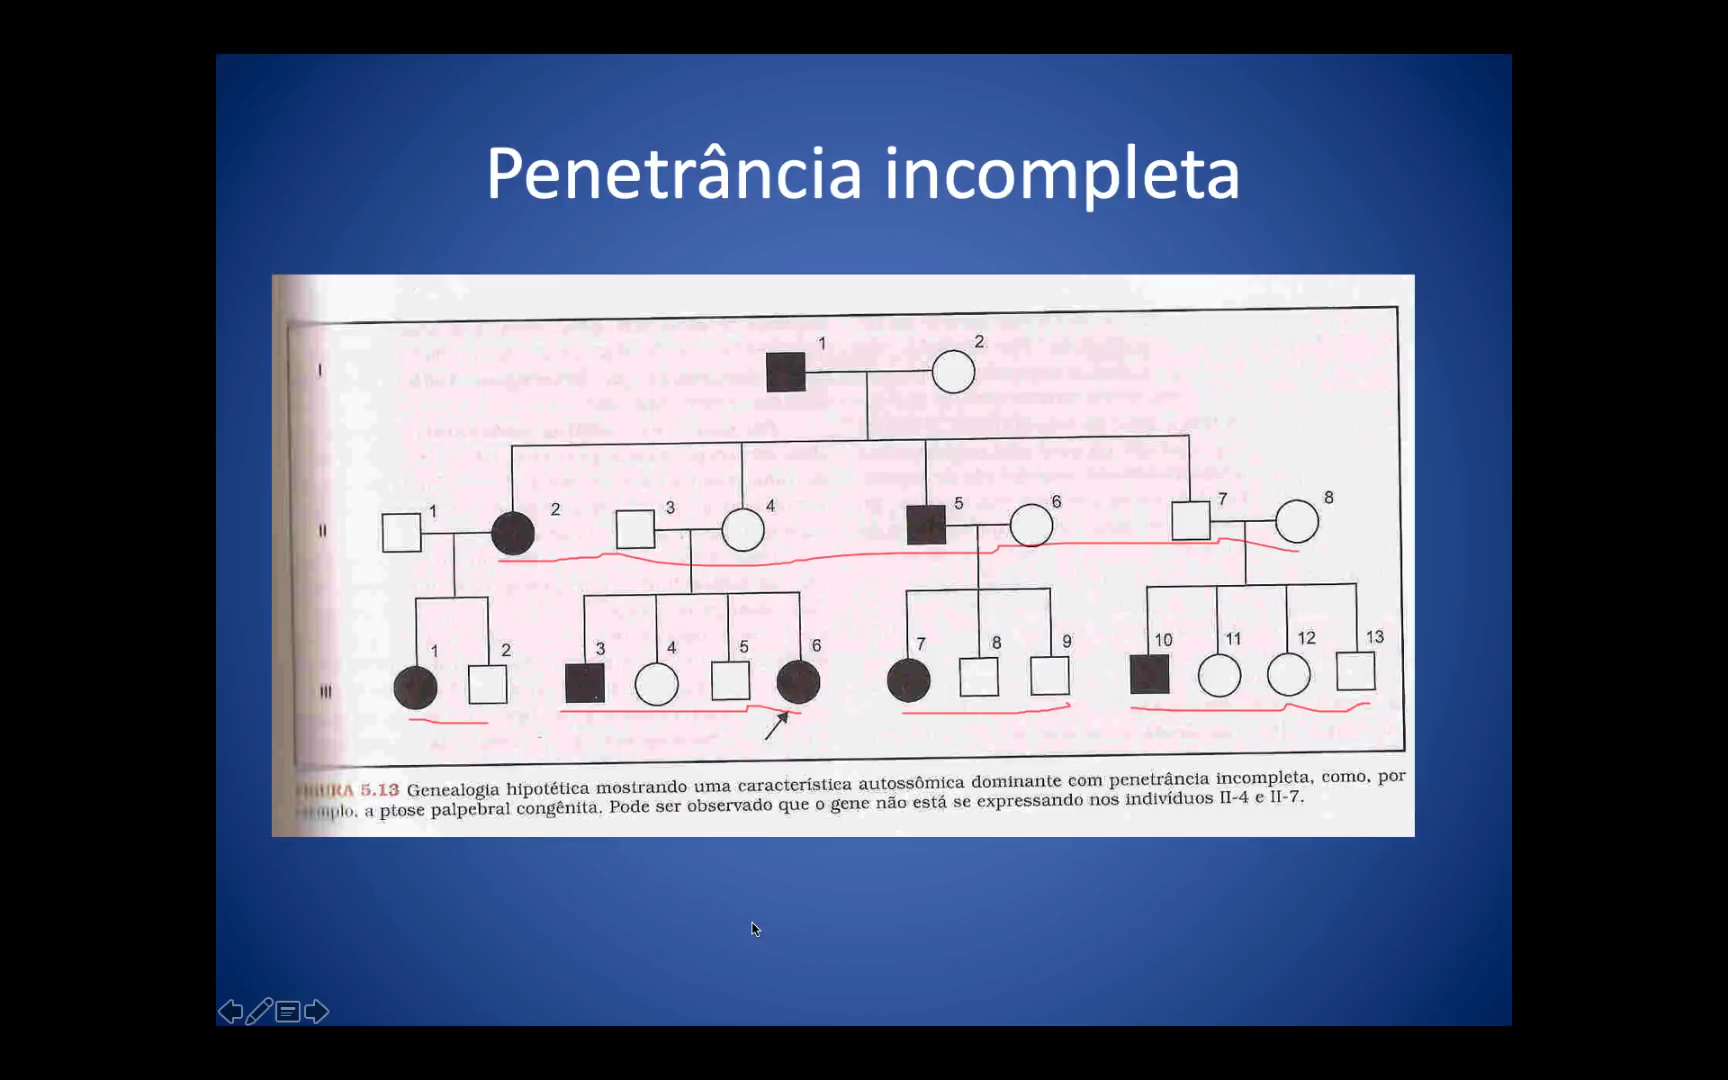 Penetrância incompleta
1 2
I
1 2 3 4 5 6 7 8
II
1 2 3 4 5 6 7 8 9 10 11 12 13
III
5.13 Genealogia hipotética mostrando uma característica autossômica dominante com penetrância incompleta, como, por
a ptose palpebral congênita. Pode ser observado que o gene não está se expressando nos indivíduos II-4 e II-7.